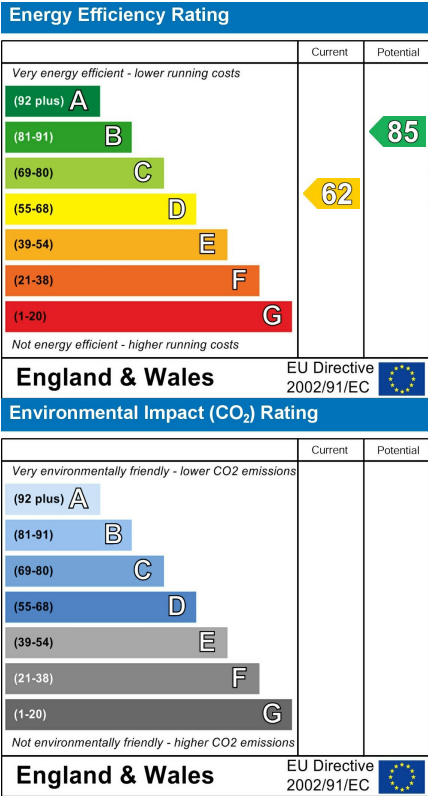 Energy Efficiency Rating
Current Potential
Very energy efficient - lower running costs
(92 plus) A
(81-91) B
85
(69-80) C
62
(55-68) D
(39-54) E
(21-38) F
(1-20) G
Not energy efficient - higher running costs
England & Wales
EU Directive
2002/91/EC
Environmental Impact (CO₂) Rating
Current Potential
Very environmentally friendly - lower CO2 emissions
(92 plus) A
(81-91) B
(69-80) C
(55-68) D
(39-54) E
(21-38) F
(1-20) G
Not environmentally friendly - higher CO2 emissions
England & Wales
EU Directive
2002/91/EC